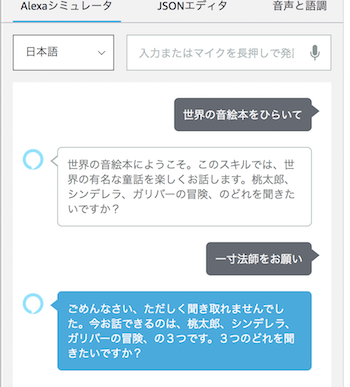 Alexaシミュレータ JSONエディタ 音声と語調
日本語 入力またはマイクを長押しで発
世界の音絵本をひらいて
世界の音絵本にようこそ。このスキルでは、世
界の有名な童話を楽しくお話します。桃太郎、
シンデレラ、ガリバーの冒険、のどれを聞きた
いですか？
一寸法師をお願い
ごめんなさい、ただしく聞き取れませんでし
た。今お話できるのは、桃太郎、シンデレラ、
ガリバーの冒険、の３つです。３つのどれを聞
きたいですか？